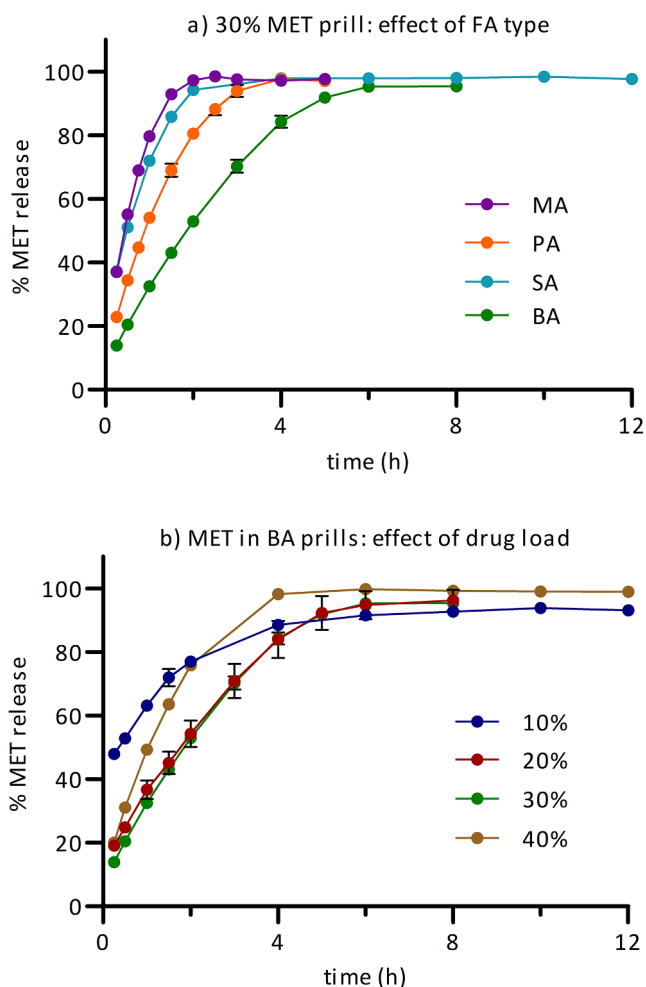 a) 30% MET prill: effect of FA type
100
80
60
40
20
0
% MET release
MA
PA
SA
BA
0
4
8
12
time (h)
b) MET in BA prills: effect of drug load
100
80
60
40
20
0
% MET release
10%
20%
30%
40%
0
4
8
12
time (h)